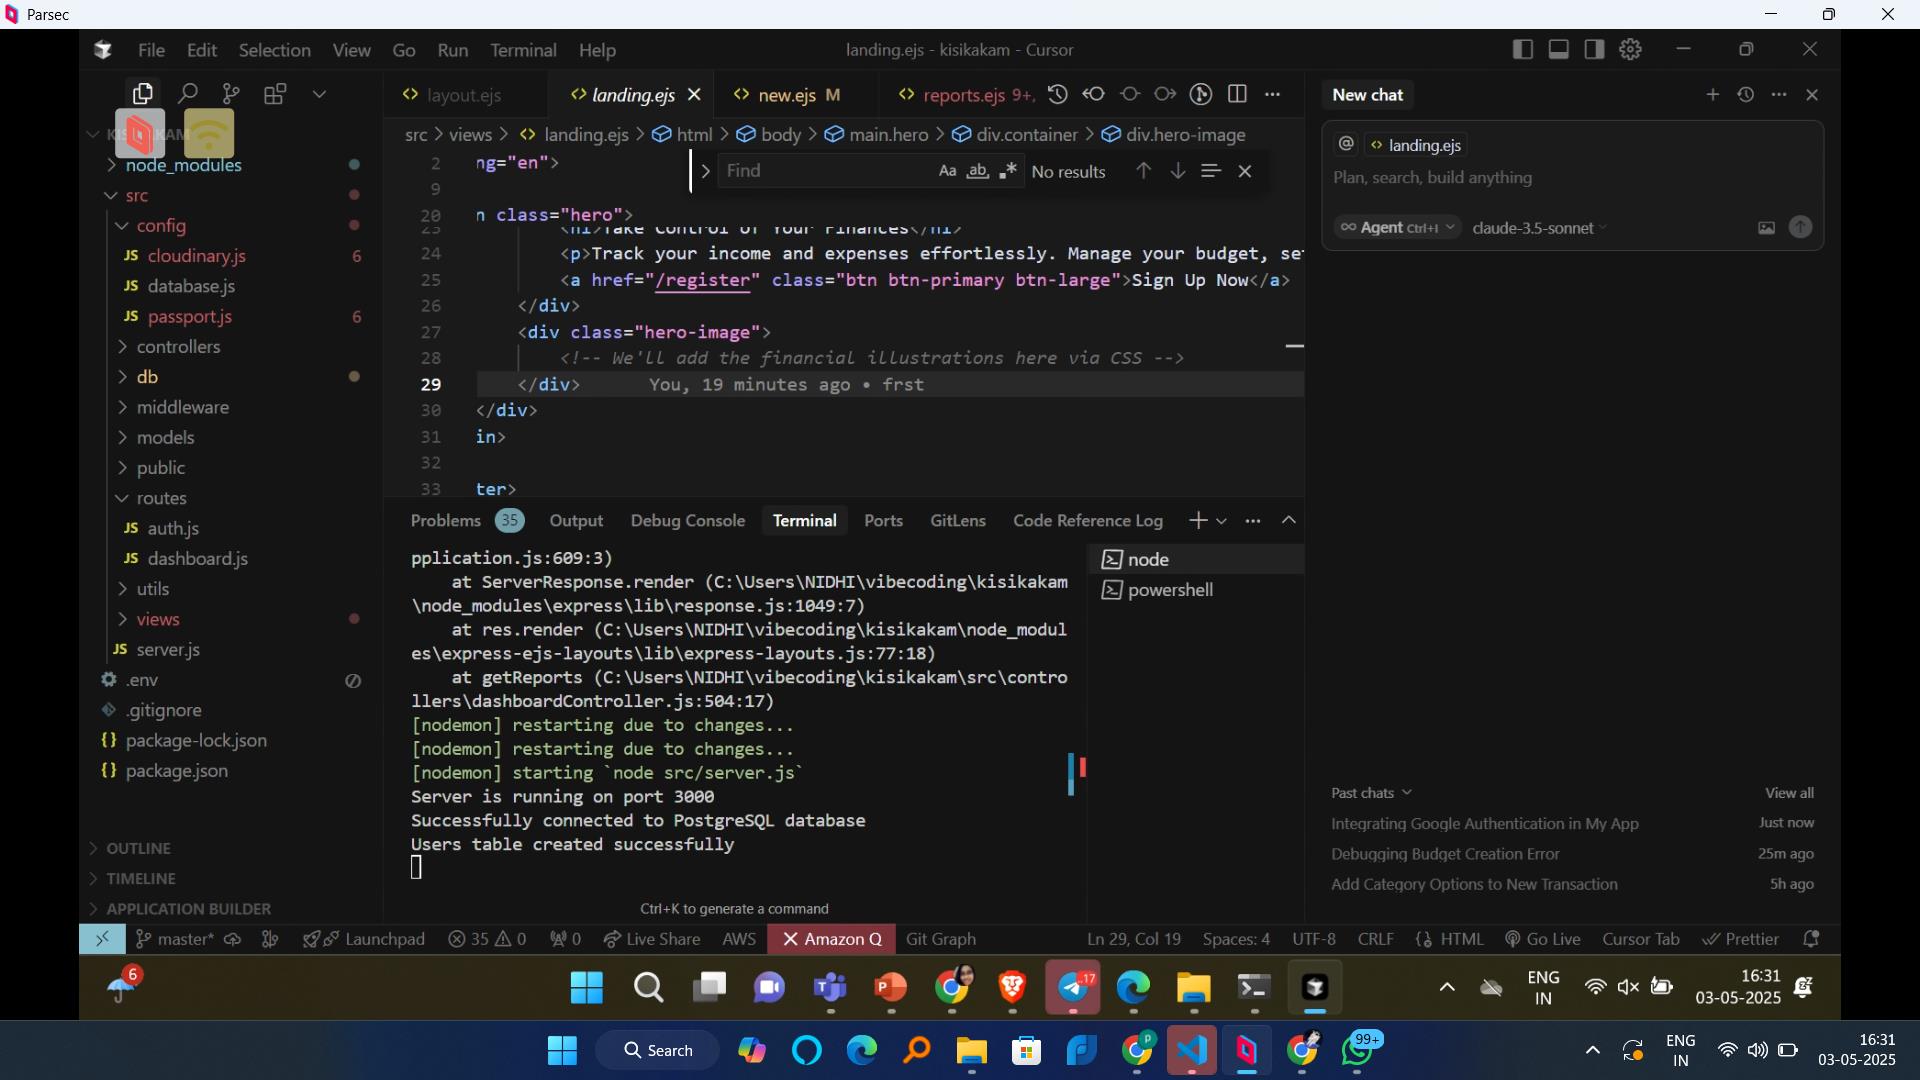 Parsec
File Edit Selection View Go Run Terminal Help
landing.ejs - kisikakam - Cursor
layout.ejs
landing.ejs
new.ejs M
reports.ejs 9+,
src > views > landing.ejs > html > body > main.hero > div.container > div.hero-image
Find
Aa ab .* No results
node_modules
src
config
JS cloudinary.js 6
JS database.js
JS passport.js 6
controllers
db
middleware
models
public
routes
JS auth.js
JS dashboard.js
utils
views
JS server.js
.env
.gitignore
{} package-lock.json
{} package.json
OUTLINE
TIMELINE
APPLICATION BUILDER
2 ng="en">
9
20 n class="hero">
23 <h1>Take Control of Your Finances</h1>
24 <p>Track your income and expenses effortlessly. Manage your budget, se
25 <a href="/register" class="btn btn-primary btn-large">Sign Up Now</a>
26 </div>
27 <div class="hero-image">
28 <!-- We'll add the financial illustrations here via CSS -->
29 </div> You, 19 minutes ago • frst
30 </div>
31 in>
32
33 ter>
Problems 35 Output Debug Console Terminal Ports GitLens Code Reference Log
pplication.js:609:3)
at ServerResponse.render (C:\Users\NIDHI\vibecoding\kisikakam
\node_modules\express\lib\response.js:1049:7)
at res.render (C:\Users\NIDHI\vibecoding\kisikakam\node_modul
es\express-ejs-layouts\lib\express-layouts.js:77:18)
at getReports (C:\Users\NIDHI\vibecoding\kisikakam\src\contro
llers\dashboardController.js:504:17)
[nodemon] restarting due to changes...
[nodemon] restarting due to changes...
[nodemon] starting `node src/server.js`
Server is running on port 3000
Successfully connected to PostgreSQL database
Users table created successfully
Ctrl+K to generate a command
node
powershell
New chat
@ landing.ejs
Plan, search, build anything
∞ Agent Ctrl+I claude-3.5-sonnet
Past chats View all
Integrating Google Authentication in My App Just now
Debugging Budget Creation Error 25m ago
Add Category Options to New Transaction 5h ago
master* Launchpad 35 0 0 Live Share AWS Amazon Q Git Graph Ln 29, Col 19 Spaces: 4 UTF-8 CRLF HTML Go Live Cursor Tab Prettier
6
17
ENG
IN
16:31
03-05-2025
Search
99+
ENG
IN
16:31
03-05-2025